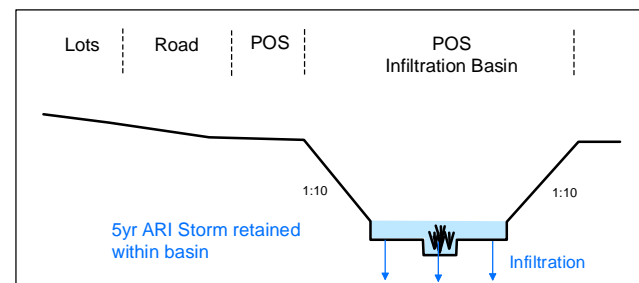 Lots
Road
POS
POS
Infiltration Basin
1:10
1:10
5yr ARI Storm retained
within basin
Infiltration